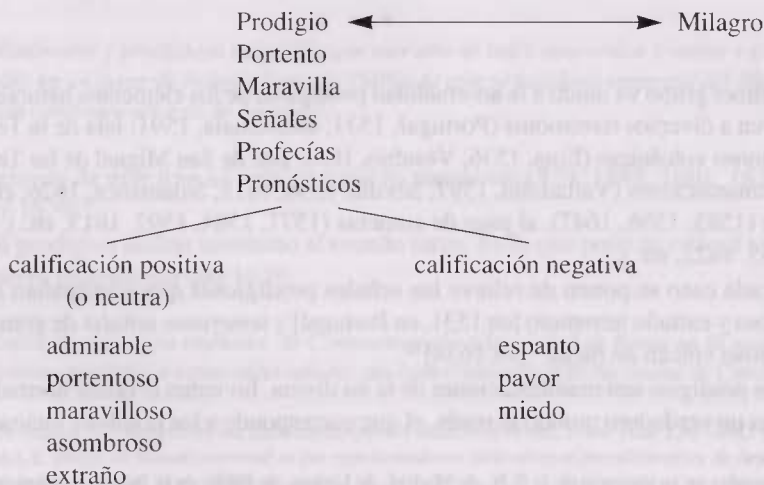 Prodigio Milagro
Portento
Maravilla
Señales
Profecías
Pronósticos
calificación positiva calificación negativa
(o neutra)
admirable espanto
portentoso pavor
maravilloso miedo
asombroso
extraño